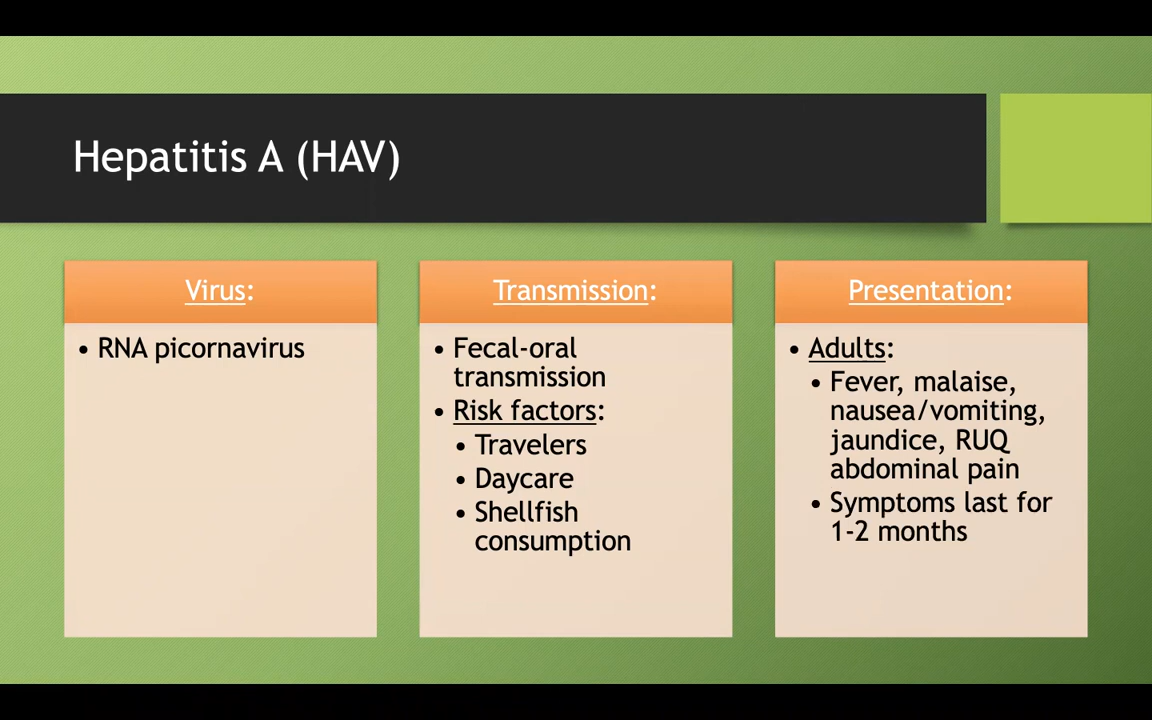 Hepatitis A (HAV)
Virus:
• RNA picornavirus
Transmission:
• Fecal-oral
transmission
• Risk factors:
• Travelers
• Daycare
• Shellfish
consumption
Presentation:
• Adults:
• Fever, malaise,
nausea/vomiting,
jaundice, RUQ
abdominal pain
• Symptoms last for
1-2 months